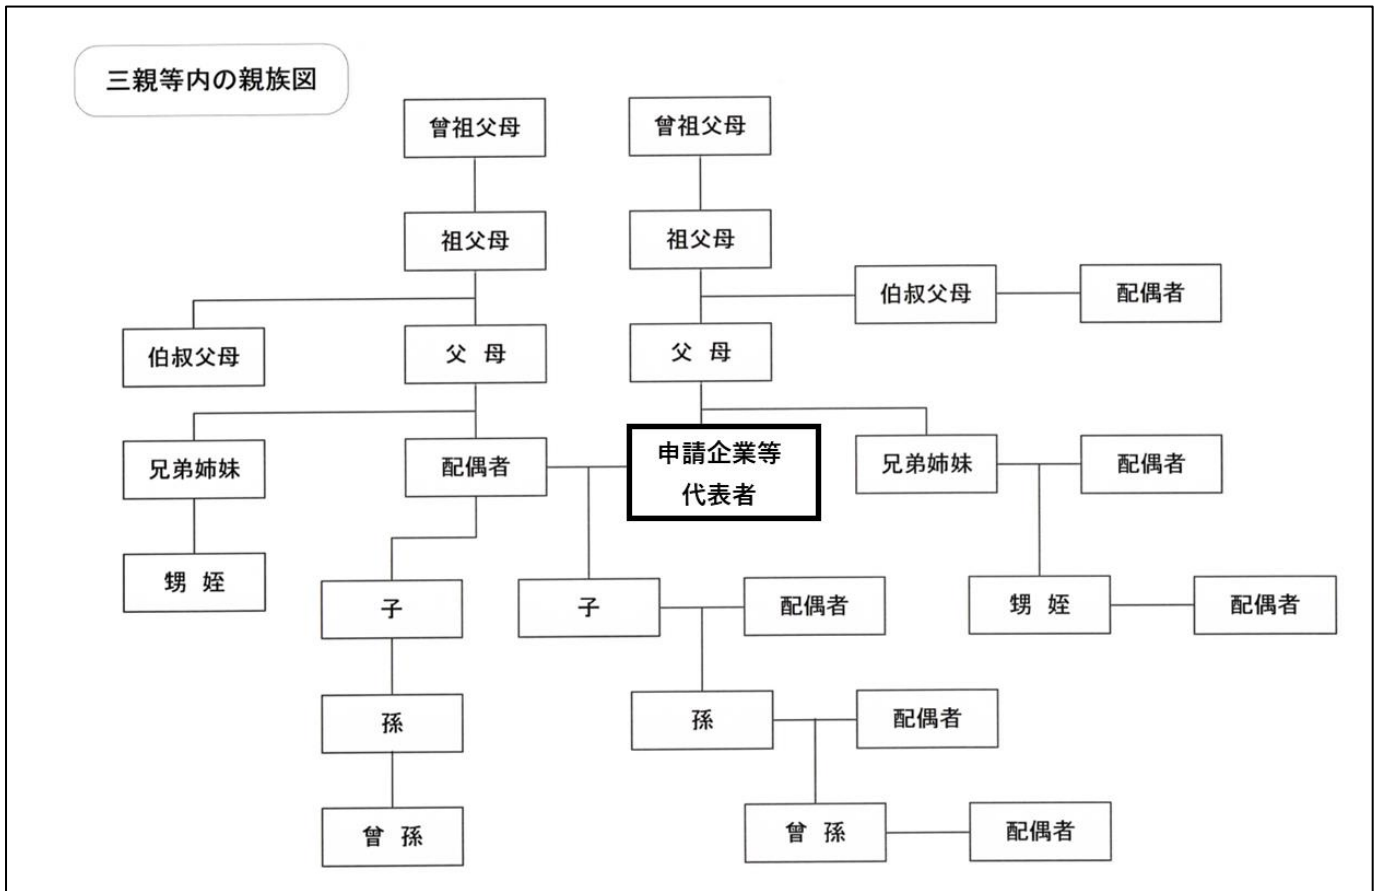 三親等内の親族図
曾祖父母
曾祖父母
祖父母
祖父母
伯叔父母
配偶者
伯叔父母
父 母
父 母
兄弟姉妹
配偶者
申請企業等
代表者
兄弟姉妹
配偶者
甥 姪
子
子
配偶者
甥 姪
配偶者
孫
孫
配偶者
曾 孫
曾 孫
配偶者